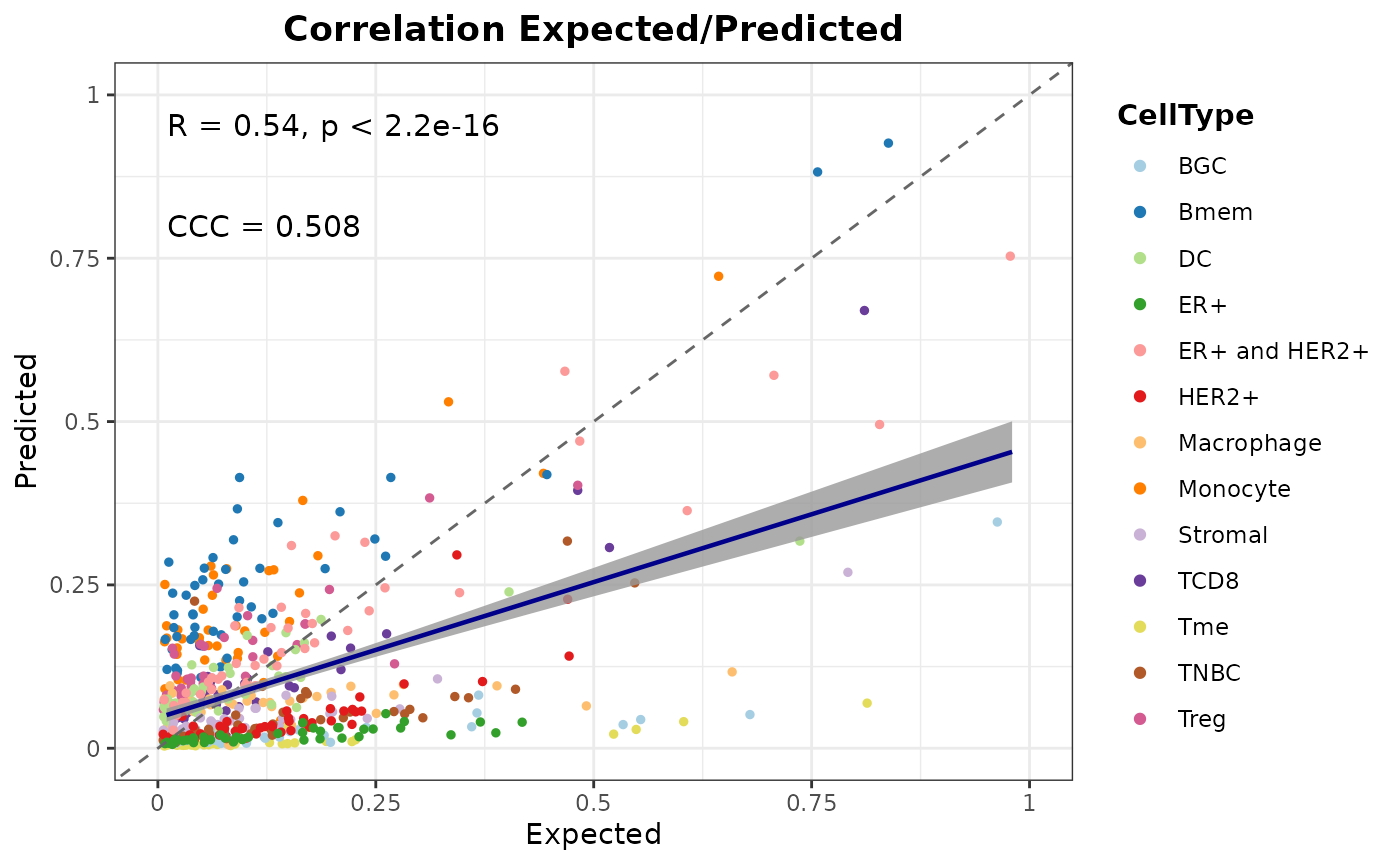 Correlation Expected/Predicted
R = 0.54, p < 2.2e-16
CCC = 0.508
1
0.75
0.5
0.25
0
Predicted
0
0.25
0.5
0.75
1
Expected
CellType
BGC
Bmem
DC
ER+
ER+ and HER2+
HER2+
Macrophage
Monocyte
Stromal
TCD8
Tme
TNBC
Treg